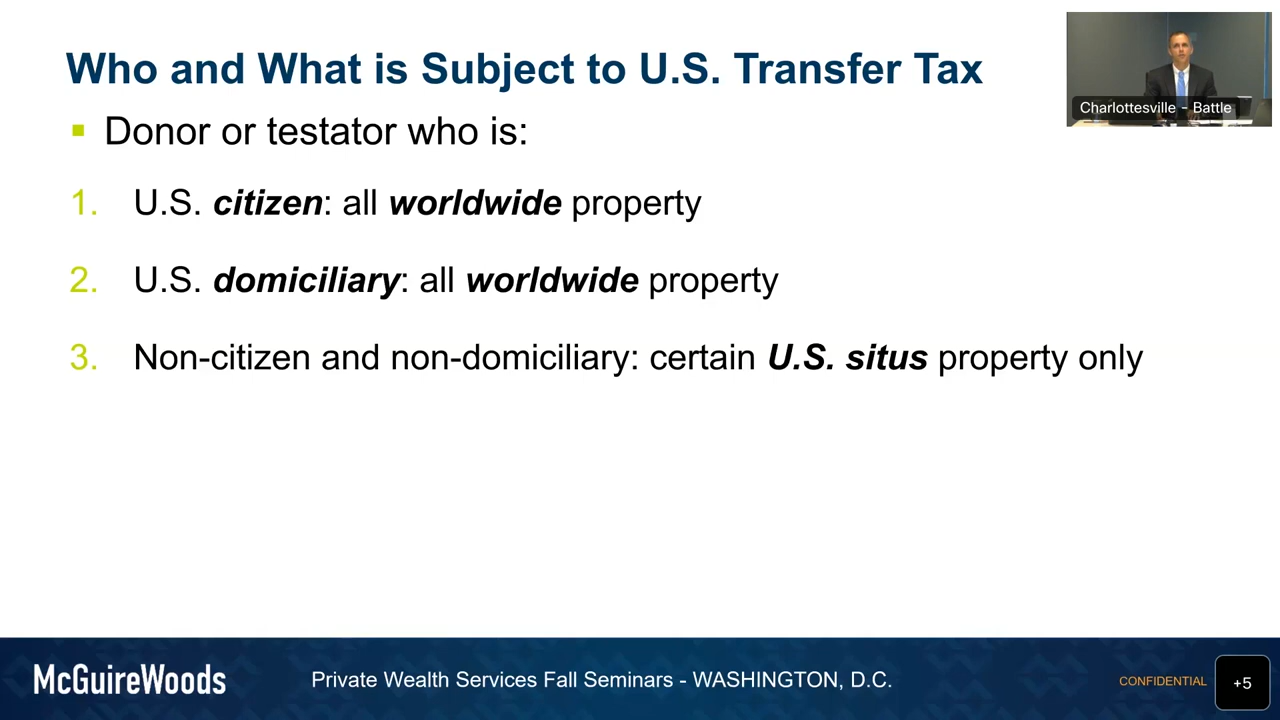 Who and What is Subject to U.S. Transfer Tax
Charlottesville - Battle
Donor or testator who is:
1. U.S. citizen: all worldwide property
2. U.S. domiciliary: all worldwide property
3. Non-citizen and non-domiciliary: certain U.S. situs property only
McGuireWoods
Private Wealth Services Fall Seminars - WASHINGTON, D.C.
CONFIDENTIAL
+5